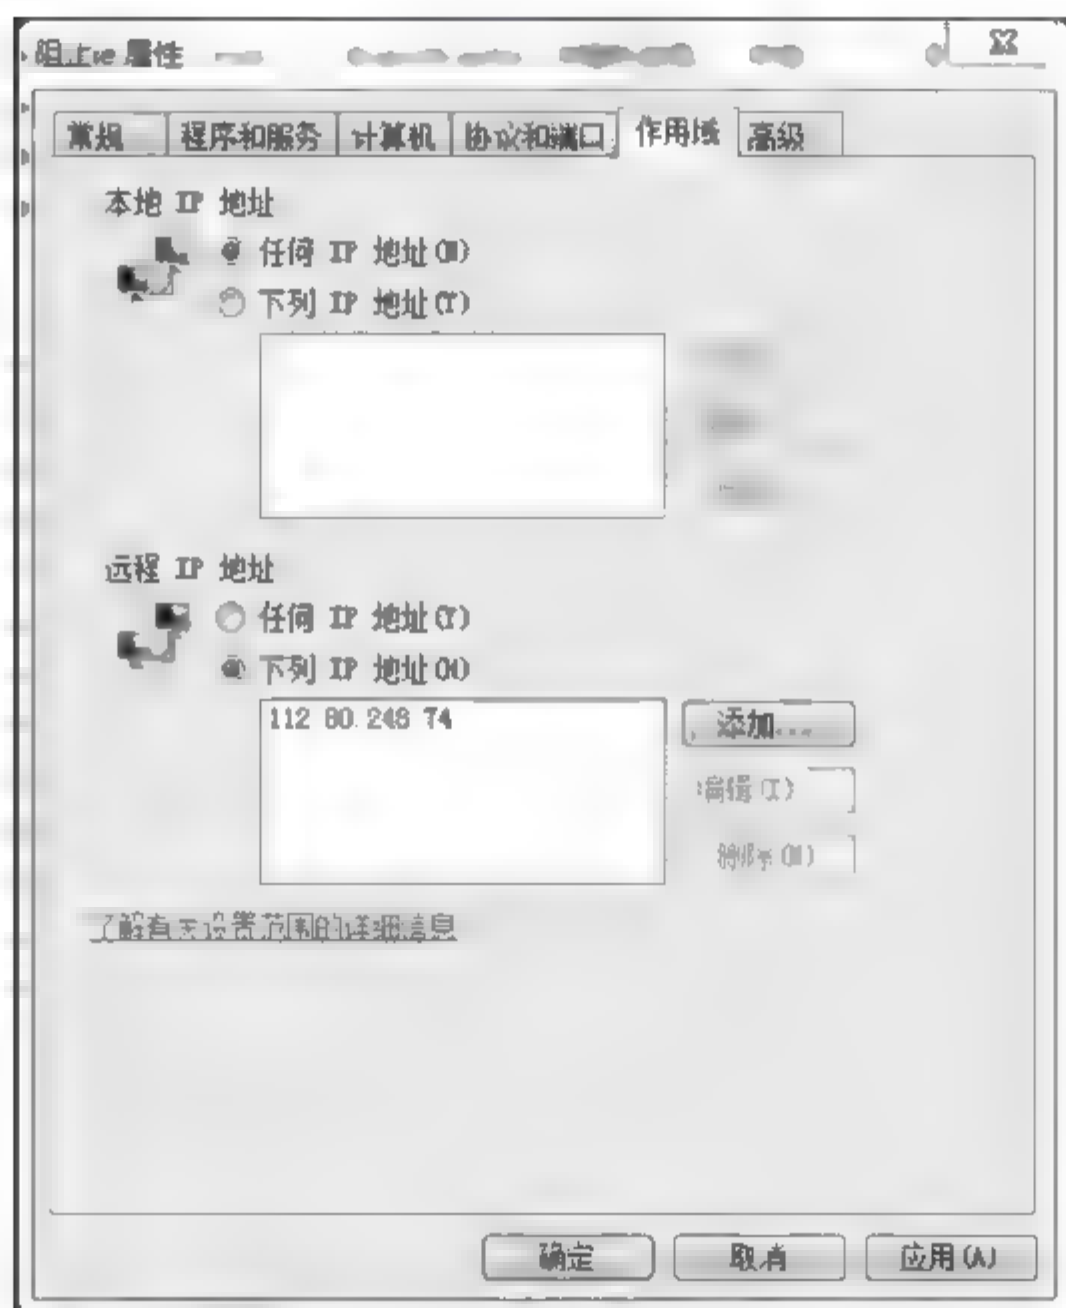 属性
常规 程序和服务 计算机 协议和端口 作用域 高级
本地 IP 地址
任何 IP 地址(N)
下列 IP 地址(T)
远程 IP 地址
任何 IP 地址(Y)
下列 IP 地址(H)
112 80.248 74
添加...
编辑(I)
了解有关设置范围的详细信息
确定 取消 应用(A)